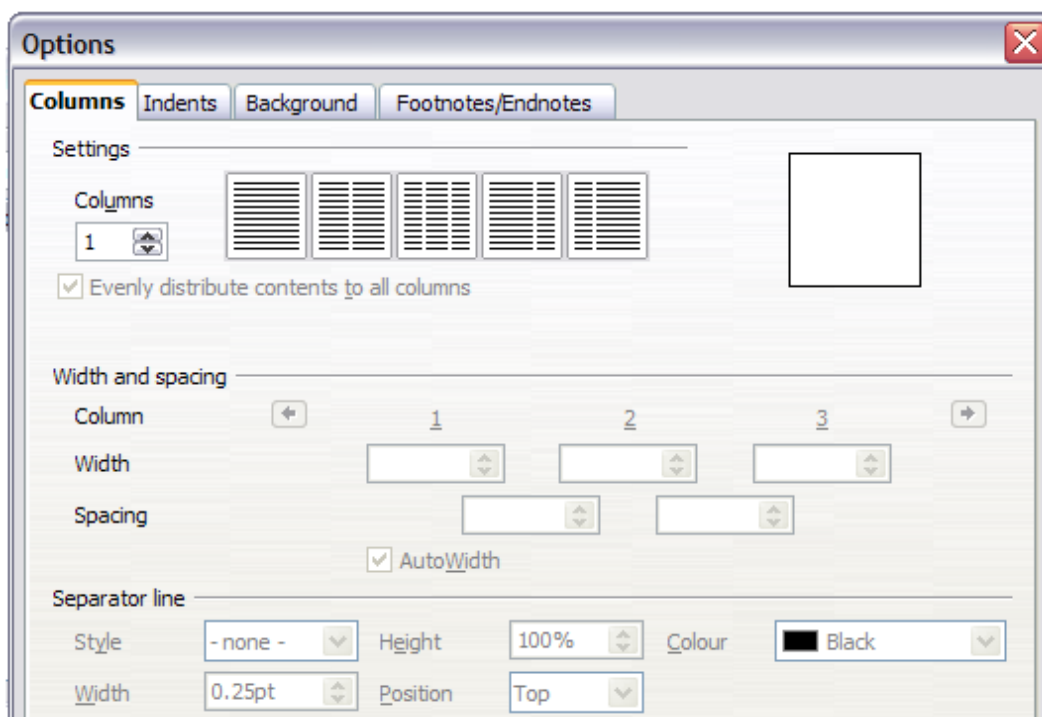 Options
Columns Indents Background Footnotes/Endnotes
Settings
Columns
1
Evenly distribute contents to all columns
Width and spacing
Column 1 2 3
Width
Spacing
AutoWidth
Separator line
Style - none - Height 100% Colour Black
Width 0.25pt Position Top